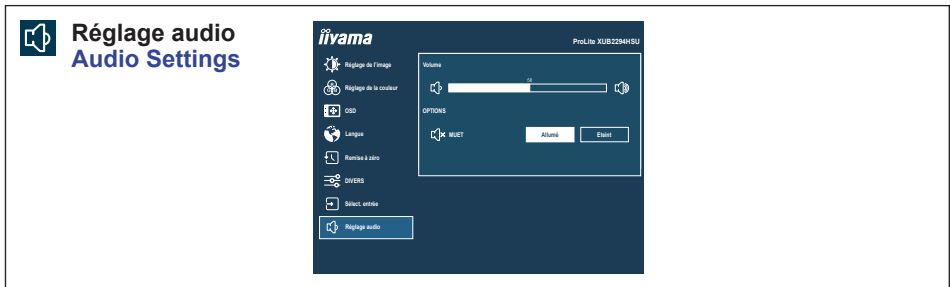 Réglage audio
Audio Settings
iiyama
ProLite XUB2294HSU
Réglage de l'image
Réglage de la couleur
OSD
Langue
Remise à zéro
DIVERS
Sélect. entrée
Réglage audio
Volume
50
OPTIONS
MUET Allumé Eteint